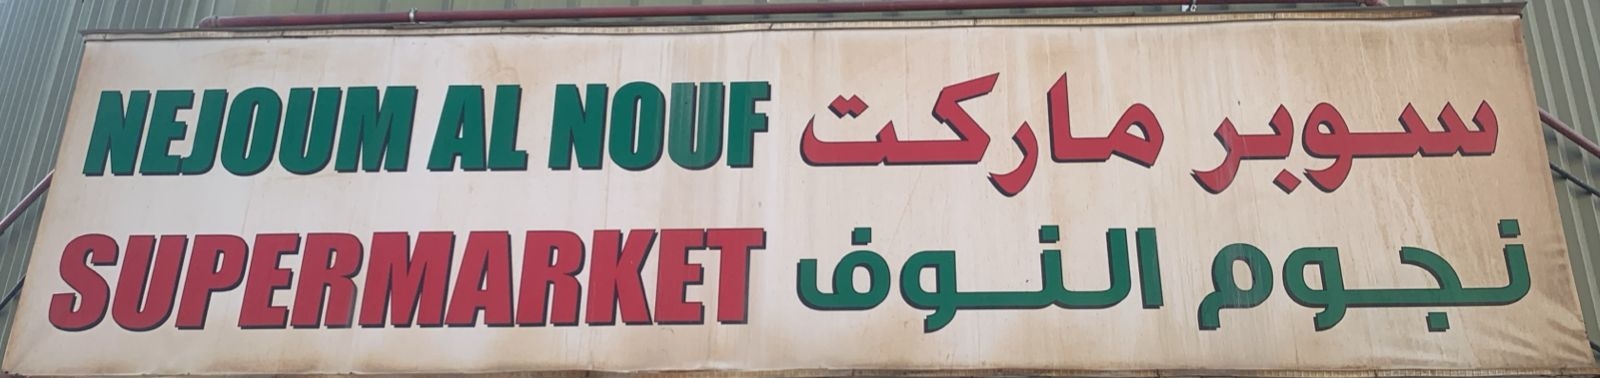 NEJOUM AL NOUF
SUPERMARKET
سوبر ماركت
نجوم النوف